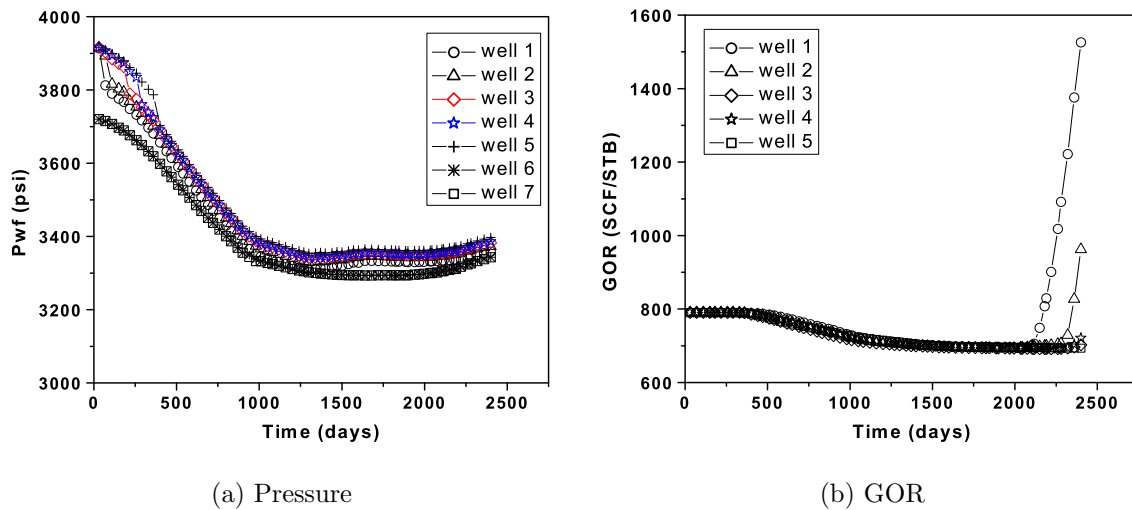 4000
3800
3600
3400
3200
3000
Pwf (psi)
0 500 1000 1500 2000 2500
Time (days)
well 1
well 2
well 3
well 4
well 5
well 6
well 7
(a) Pressure
1600
1400
1200
1000
800
600
GOR (SCF/STB)
0 500 1000 1500 2000 2500
Time (days)
well 1
well 2
well 3
well 4
well 5
(b) GOR